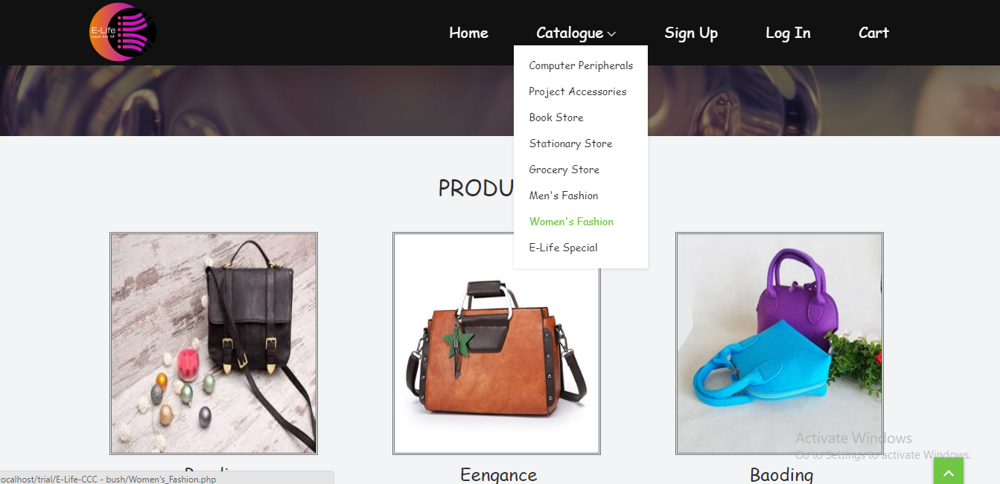 E-Life
Home
Catalogue
Sign Up
Log In
Cart
Computer Peripherals
Project Accessories
Book Store
Stationary Store
Grocery Store
Men's Fashion
Women's Fashion
E-Life Special
PRODU
Eengance
Baoding
Activate Windows
Go to Settings to activate Windows.
ocalhost/trial/E-Life-CCC - bush/Women's_Fashion.php